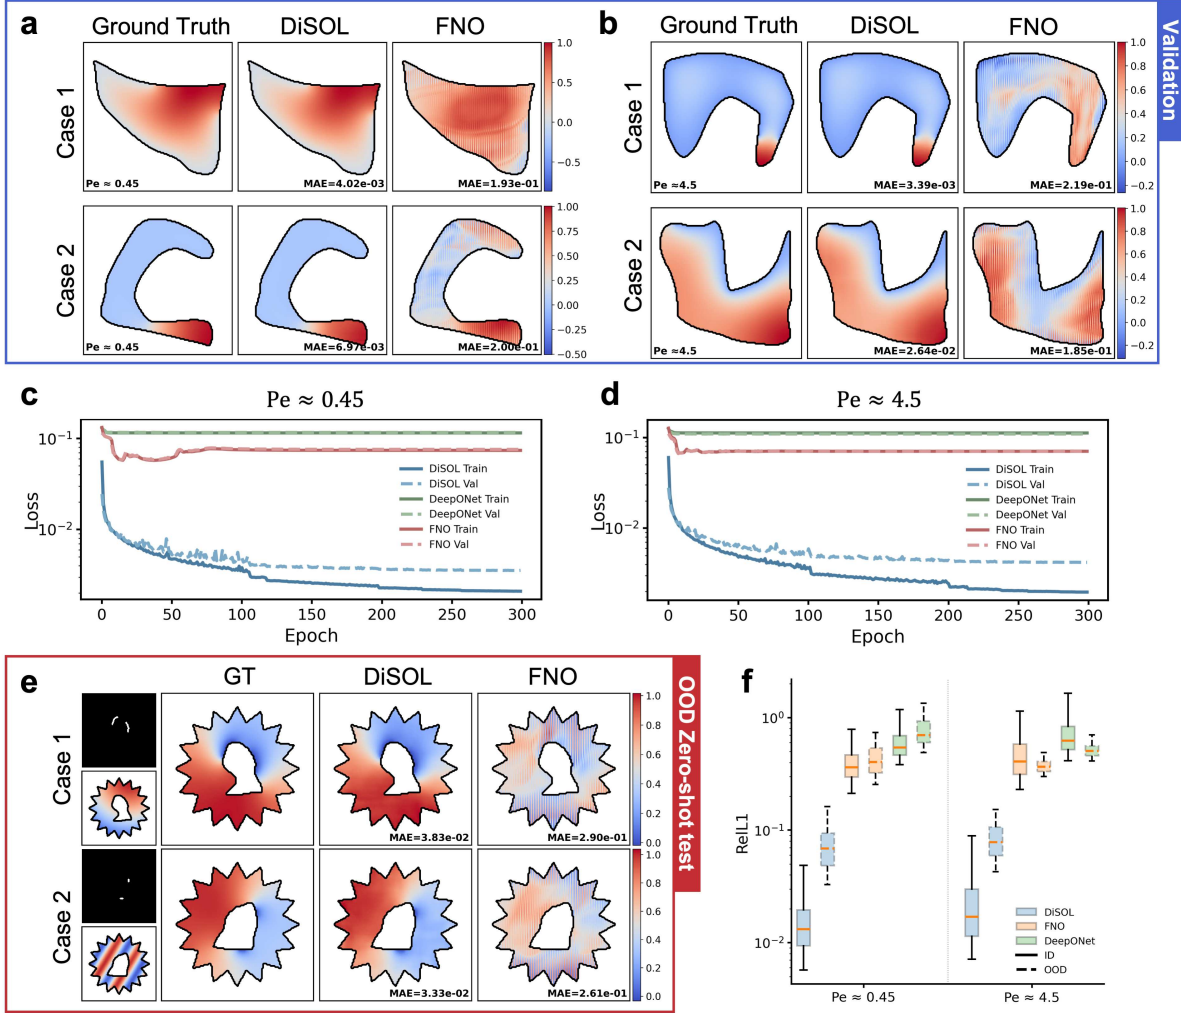 a
Ground Truth
DiSOL
FNO
Case 1
Pe ≈ 0.45
MAE=4.02e-03
MAE=1.93e-01
1.0
0.5
0.0
−0.5
Case 2
Pe ≈ 0.45
MAE=6.97e-03
MAE=2.00e-01
1.00
0.75
0.50
0.25
0.00
−0.25
−0.50
b
Ground Truth
DiSOL
FNO
Validation
Case 1
Pe ≈4.5
MAE=3.39e-03
MAE=2.19e-01
1.0
0.8
0.6
0.4
0.2
0.0
−0.2
Case 2
Pe ≈4.5
MAE=2.64e-02
MAE=1.85e-01
1.0
0.8
0.6
0.4
0.2
0.0
−0.2
c
Pe ≈ 0.45
Loss
10⁻¹
10⁻²
DiSOL Train
DiSOL Val
DeepONet Train
DeepONet Val
FNO Train
FNO Val
0 50 100 150 200 250 300
Epoch
d
Pe ≈ 4.5
Loss
10⁻¹
10⁻²
DiSOL Train
DiSOL Val
DeepONet Train
DeepONet Val
FNO Train
FNO Val
0 50 100 150 200 250 300
Epoch
e
GT
DiSOL
FNO
OOD Zero-shot test
Case 1
MAE=3.83e-02
MAE=2.90e-01
1.0
0.8
0.6
0.4
0.2
0.0
Case 2
MAE=3.33e-02
MAE=2.61e-01
1.0
0.8
0.6
0.4
0.2
0.0
f
RelL1
10⁰
10⁻¹
10⁻²
DiSOL
FNO
DeepONet
ID
OOD
Pe ≈ 0.45
Pe ≈ 4.5